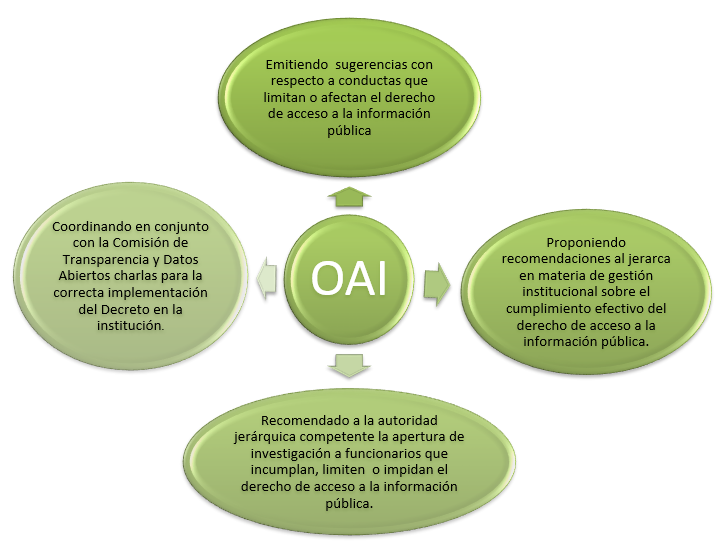 Emitiendo  sugerencias con
respecto a conductas que
limitan o afectan el derecho
de acceso a la información
pública
Coordinando en conjunto
con la Comisión de
Transparencia y Datos
Abiertos charlas para la
correcta implementación
del Decreto en la
institución.
OAI
Proponiendo
recomendaciones al jerarca
en materia de gestión
institucional sobre el
cumplimiento efectivo del
derecho de acceso a la
información pública.
Recomendado a la autoridad
jerárquica competente la apertura de
investigación a funcionarios que
incumplan, limiten  o impidan el
derecho de acceso a la información
pública.